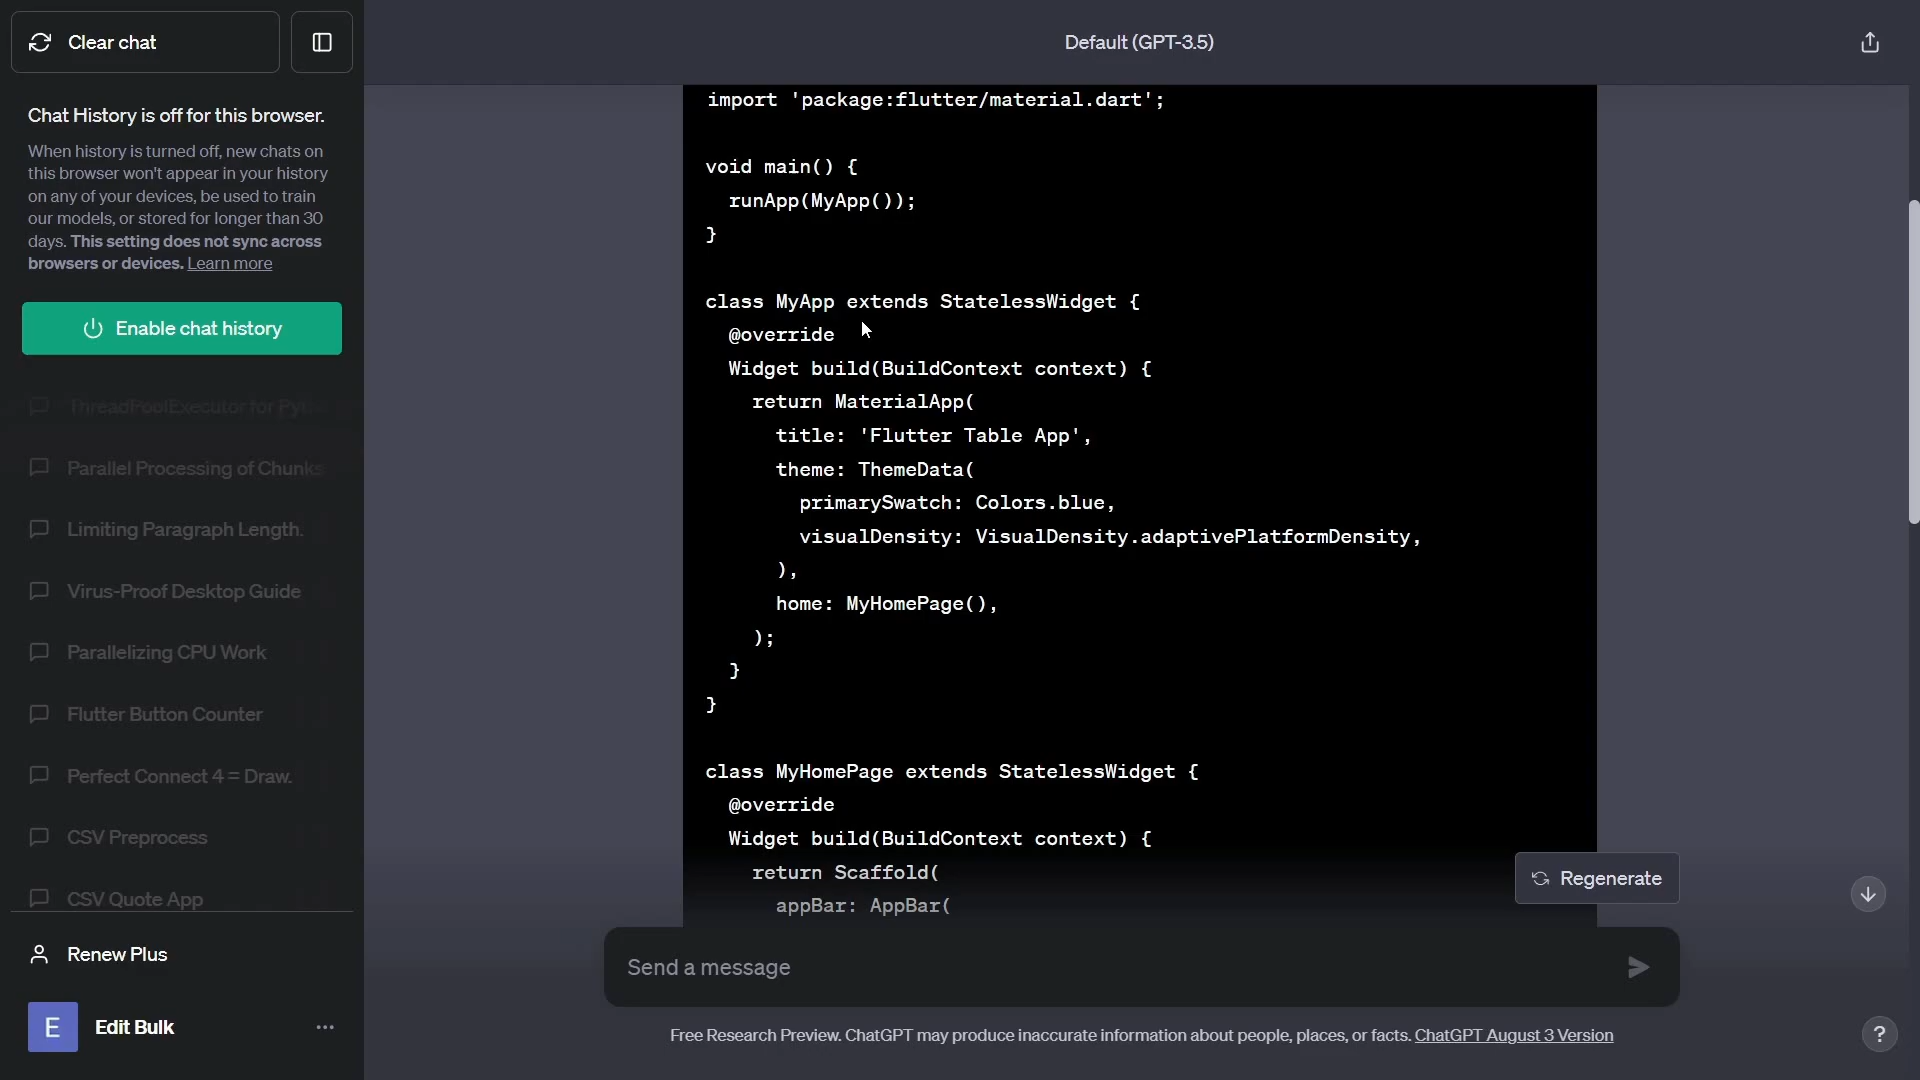 Clear chat
Default (GPT-3.5)
Chat History is off for this browser.
When history is turned off, new chats on
this browser won't appear in your history
on any of your devices, be used to train
our models, or stored for longer than 30
days. This setting does not sync across
browsers or devices. Learn more
Enable chat history
ThreadPoolExecutor for Pyt
Parallel Processing of Chunks
Limiting Paragraph Length.
Virus-Proof Desktop Guide
Parallelizing CPU Work
Flutter Button Counter
Perfect Connect 4 = Draw.
CSV Preprocess
CSV Quote App
Renew Plus
E
Edit Bulk
import 'package:flutter/material.dart';
void main() {
runApp(MyApp());
}
class MyApp extends StatelessWidget {
@override
Widget build(BuildContext context) {
return MaterialApp(
title: 'Flutter Table App',
theme: ThemeData(
primarySwatch: Colors.blue,
visualDensity: VisualDensity.adaptivePlatformDensity,
),
home: MyHomePage(),
);
}
}
class MyHomePage extends StatelessWidget {
@override
Widget build(BuildContext context) {
return Scaffold(
appBar: AppBar(
Regenerate
Send a message
Free Research Preview. ChatGPT may produce inaccurate information about people, places, or facts. ChatGPT August 3 Version
?